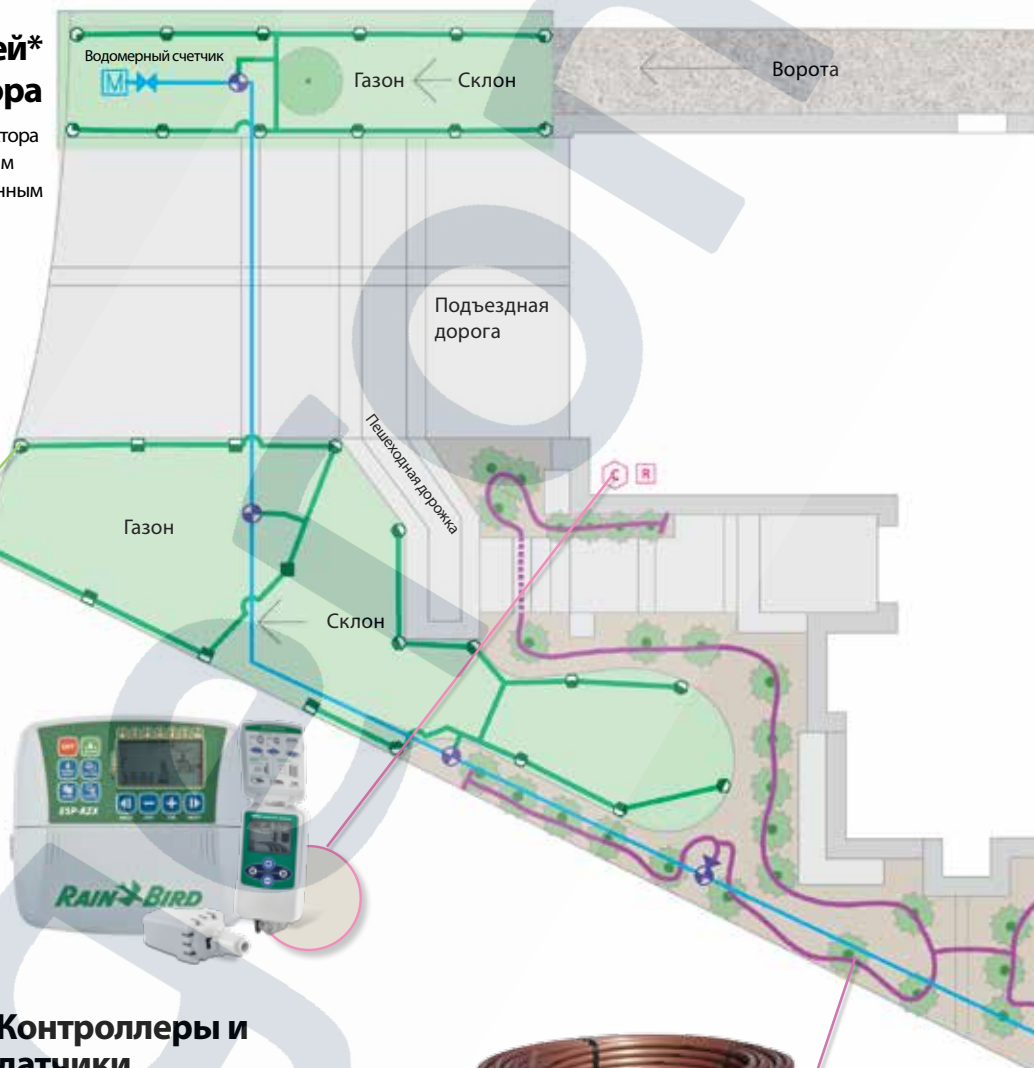 ей*
ора
тора
м
нным
Водомерный счетчик
M
Газон
Склон
Ворота
Подъездная
дорога
Пешеходная дорожка
C
R
Газон
Склон
OFF
ESP-RZX
RAIN BIRD
Контроллеры и
датчики